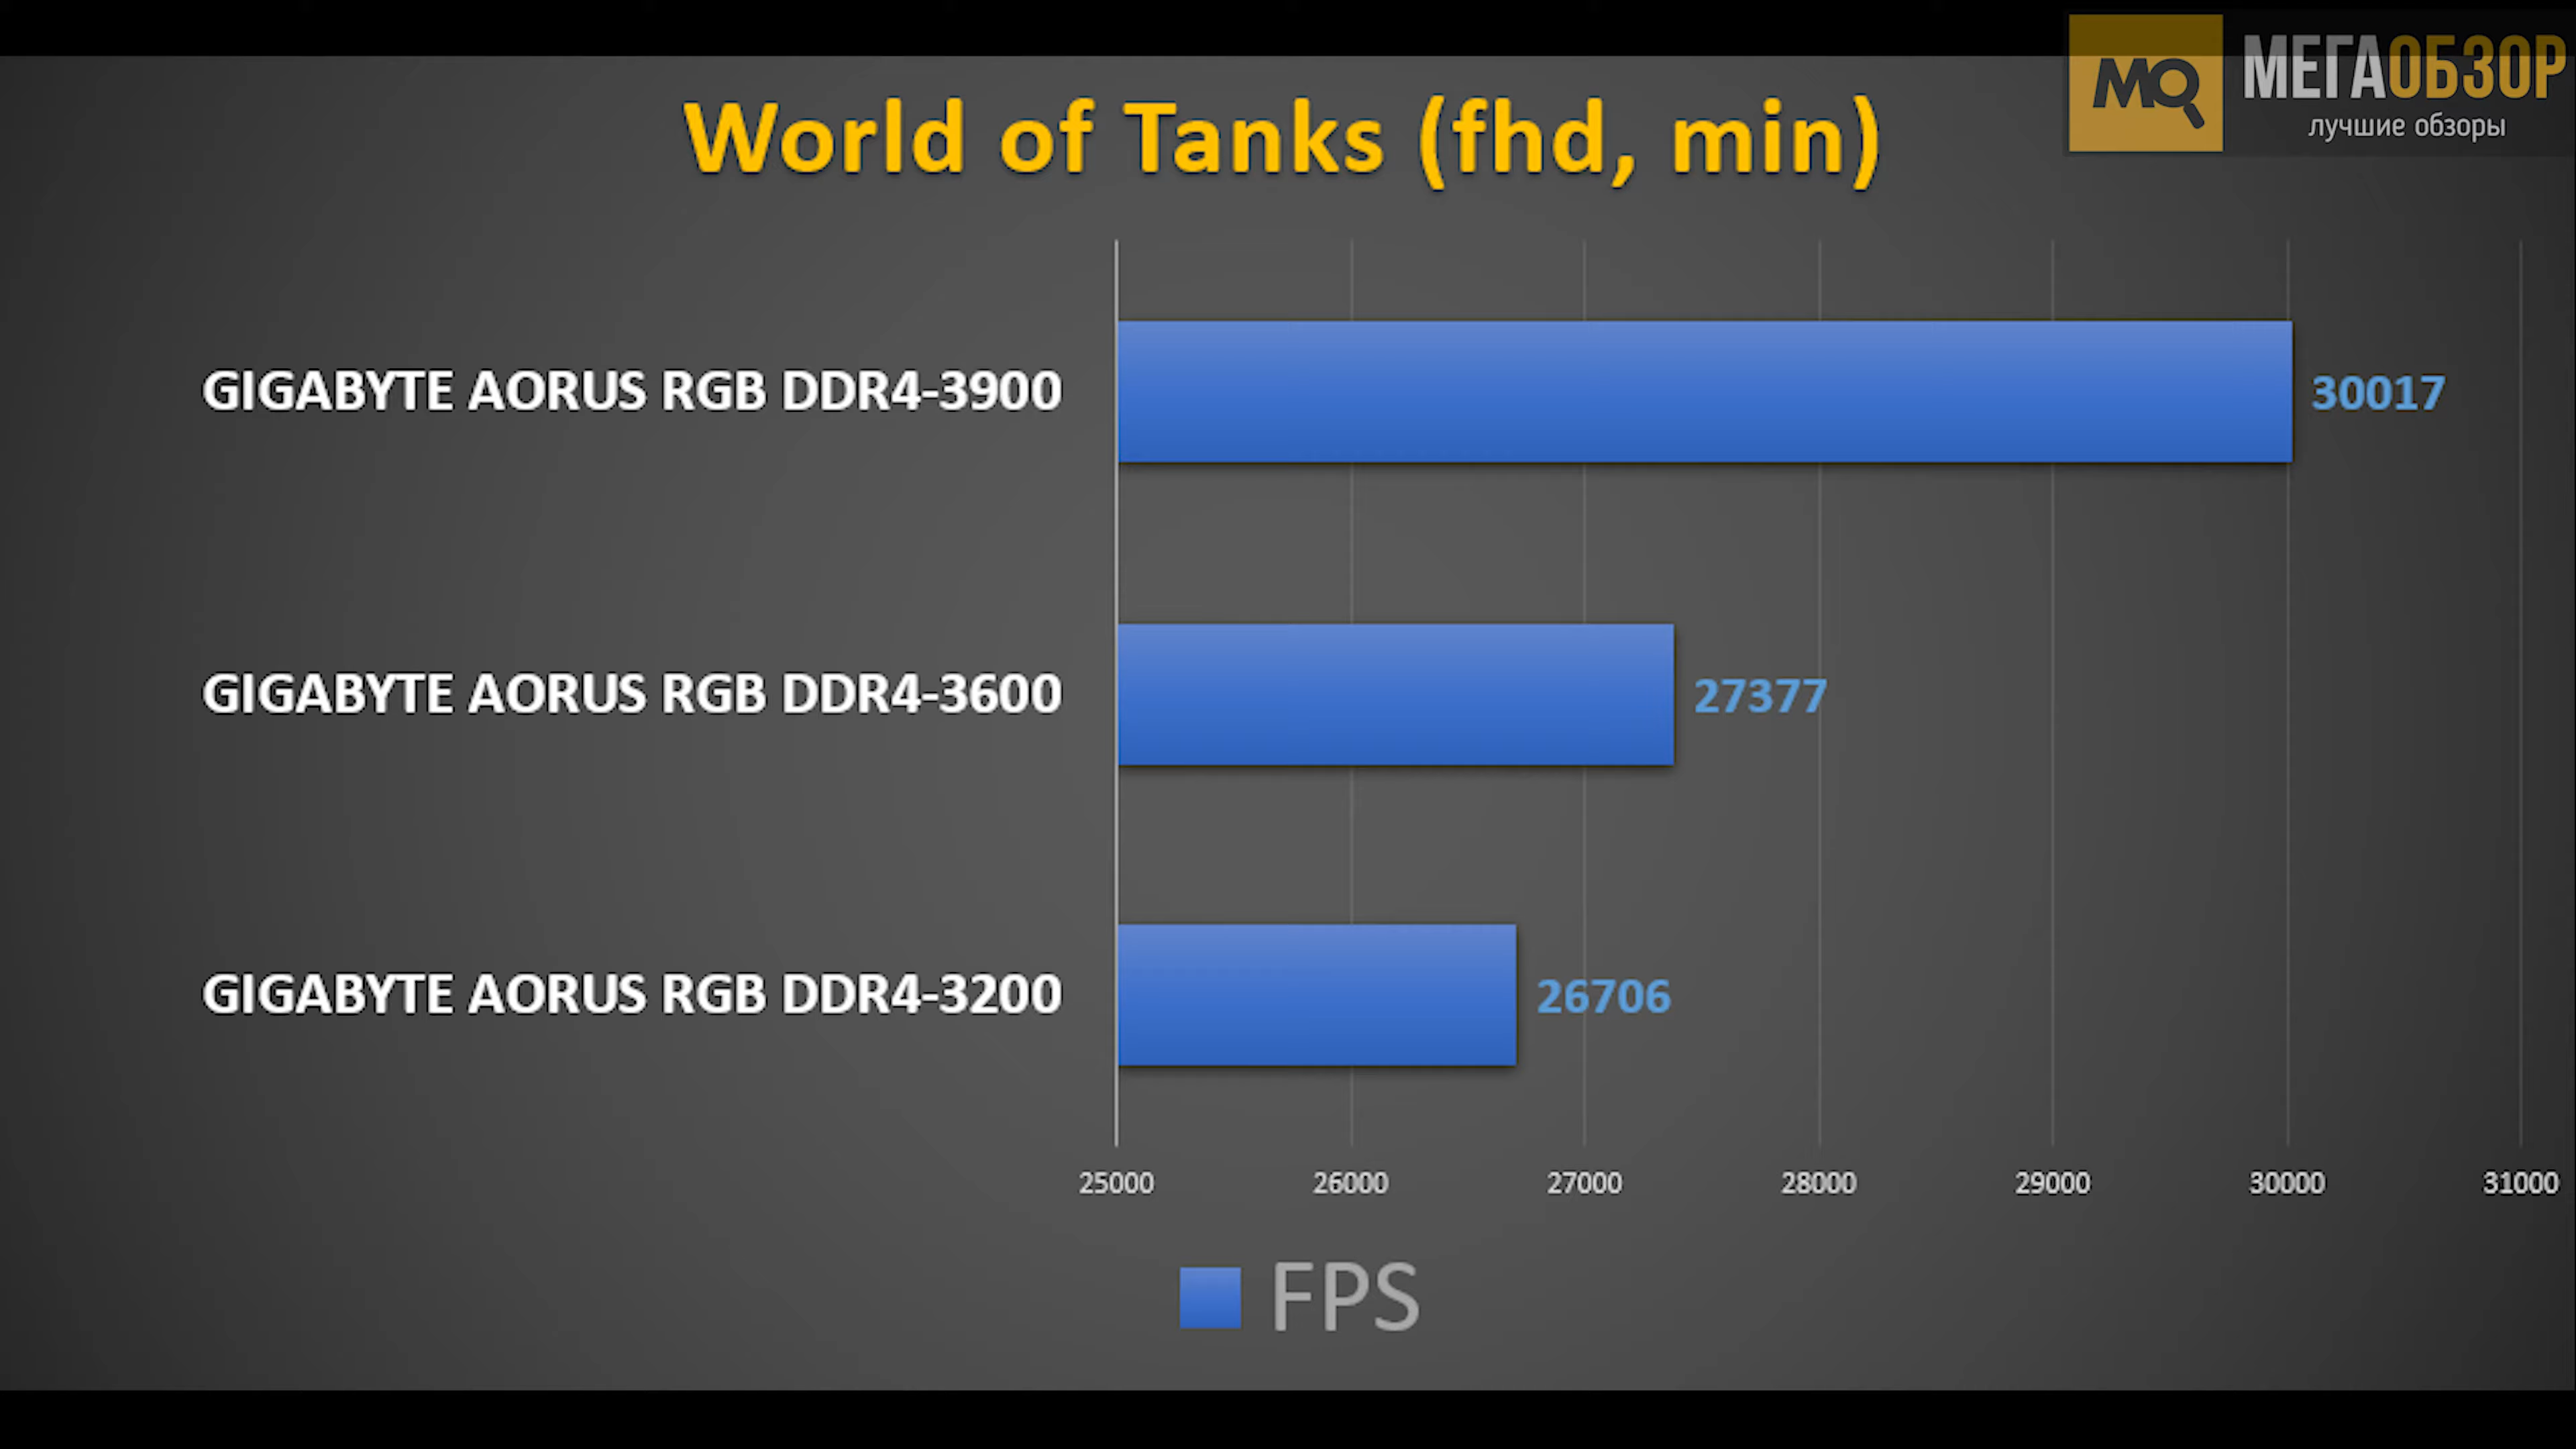 МЕГАОБЗОР
MO
лучшие обзоры
World of Tanks (fhd, min)
GIGABYTE AORUS RGB DDR4-3900
30017
GIGABYTE AORUS RGB DDR4-3600
27377
GIGABYTE AORUS RGB DDR4-3200
26706
25000 26000 27000 28000 29000 30000 31000
FPS